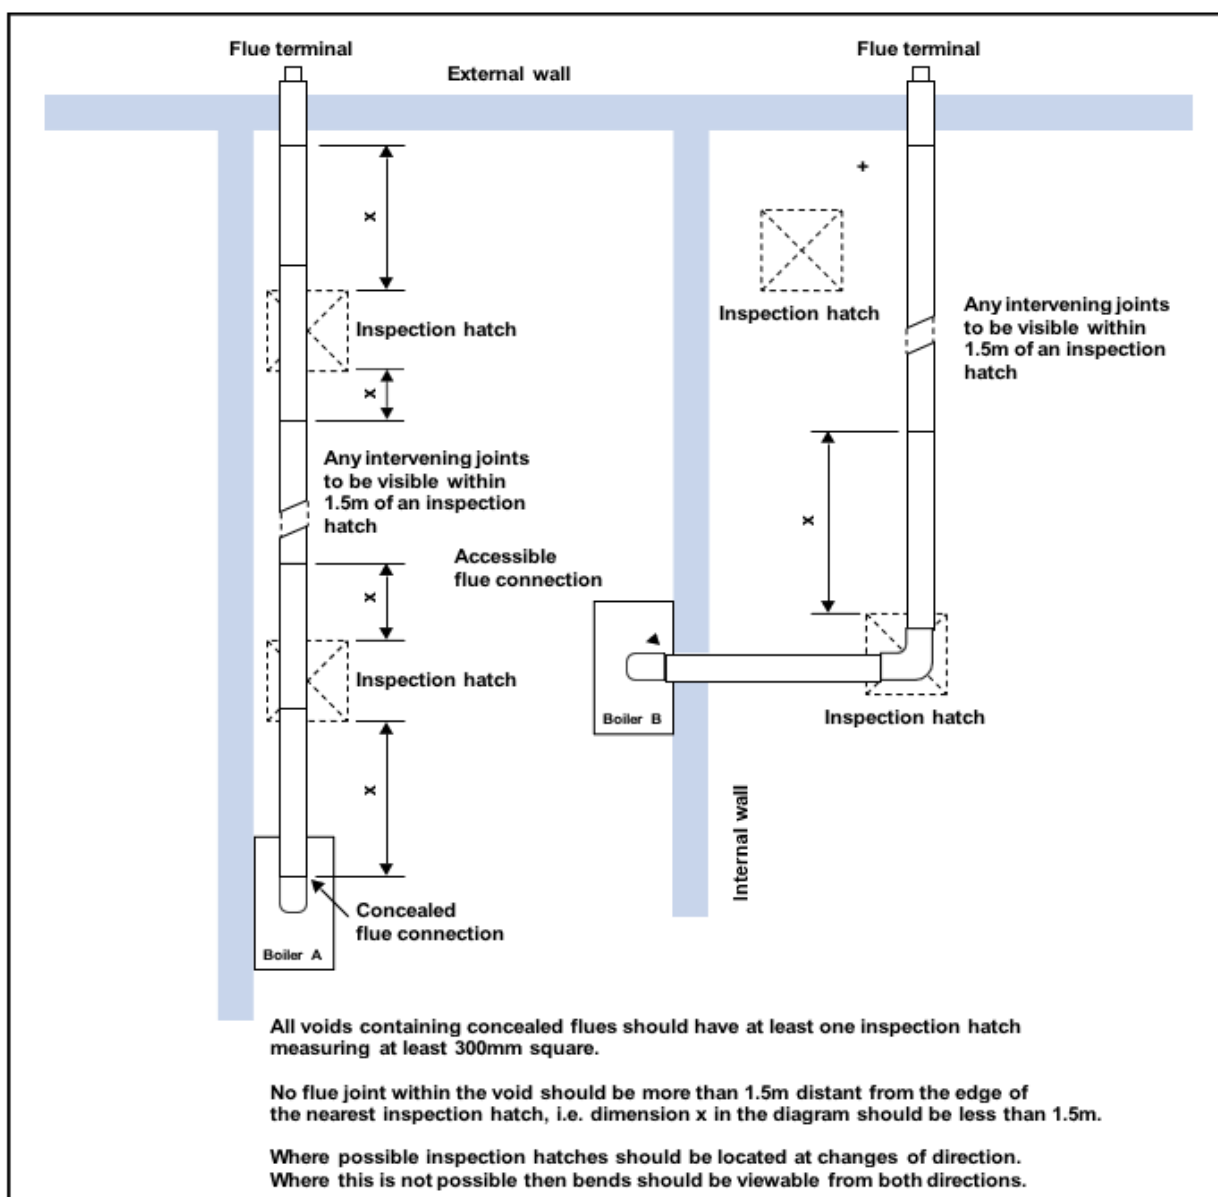 Flue terminal
Flue terminal
External wall
x
+
Inspection hatch
Inspection hatch
Any intervening joints
to be visible within
1.5m of an inspection
hatch
x
Any intervening joints
to be visible within
1.5m of an inspection
hatch
x
Accessible
flue connection
x
Inspection hatch
Boiler B
Inspection hatch
x
Internal wall
Concealed
flue connection
Boiler A
All voids containing concealed flues should have at least one inspection hatch
measuring at least 300mm square.
No flue joint within the void should be more than 1.5m distant from the edge of
the nearest inspection hatch, i.e. dimension x in the diagram should be less than 1.5m.
Where possible inspection hatches should be located at changes of direction.
Where this is not possible then bends should be viewable from both directions.